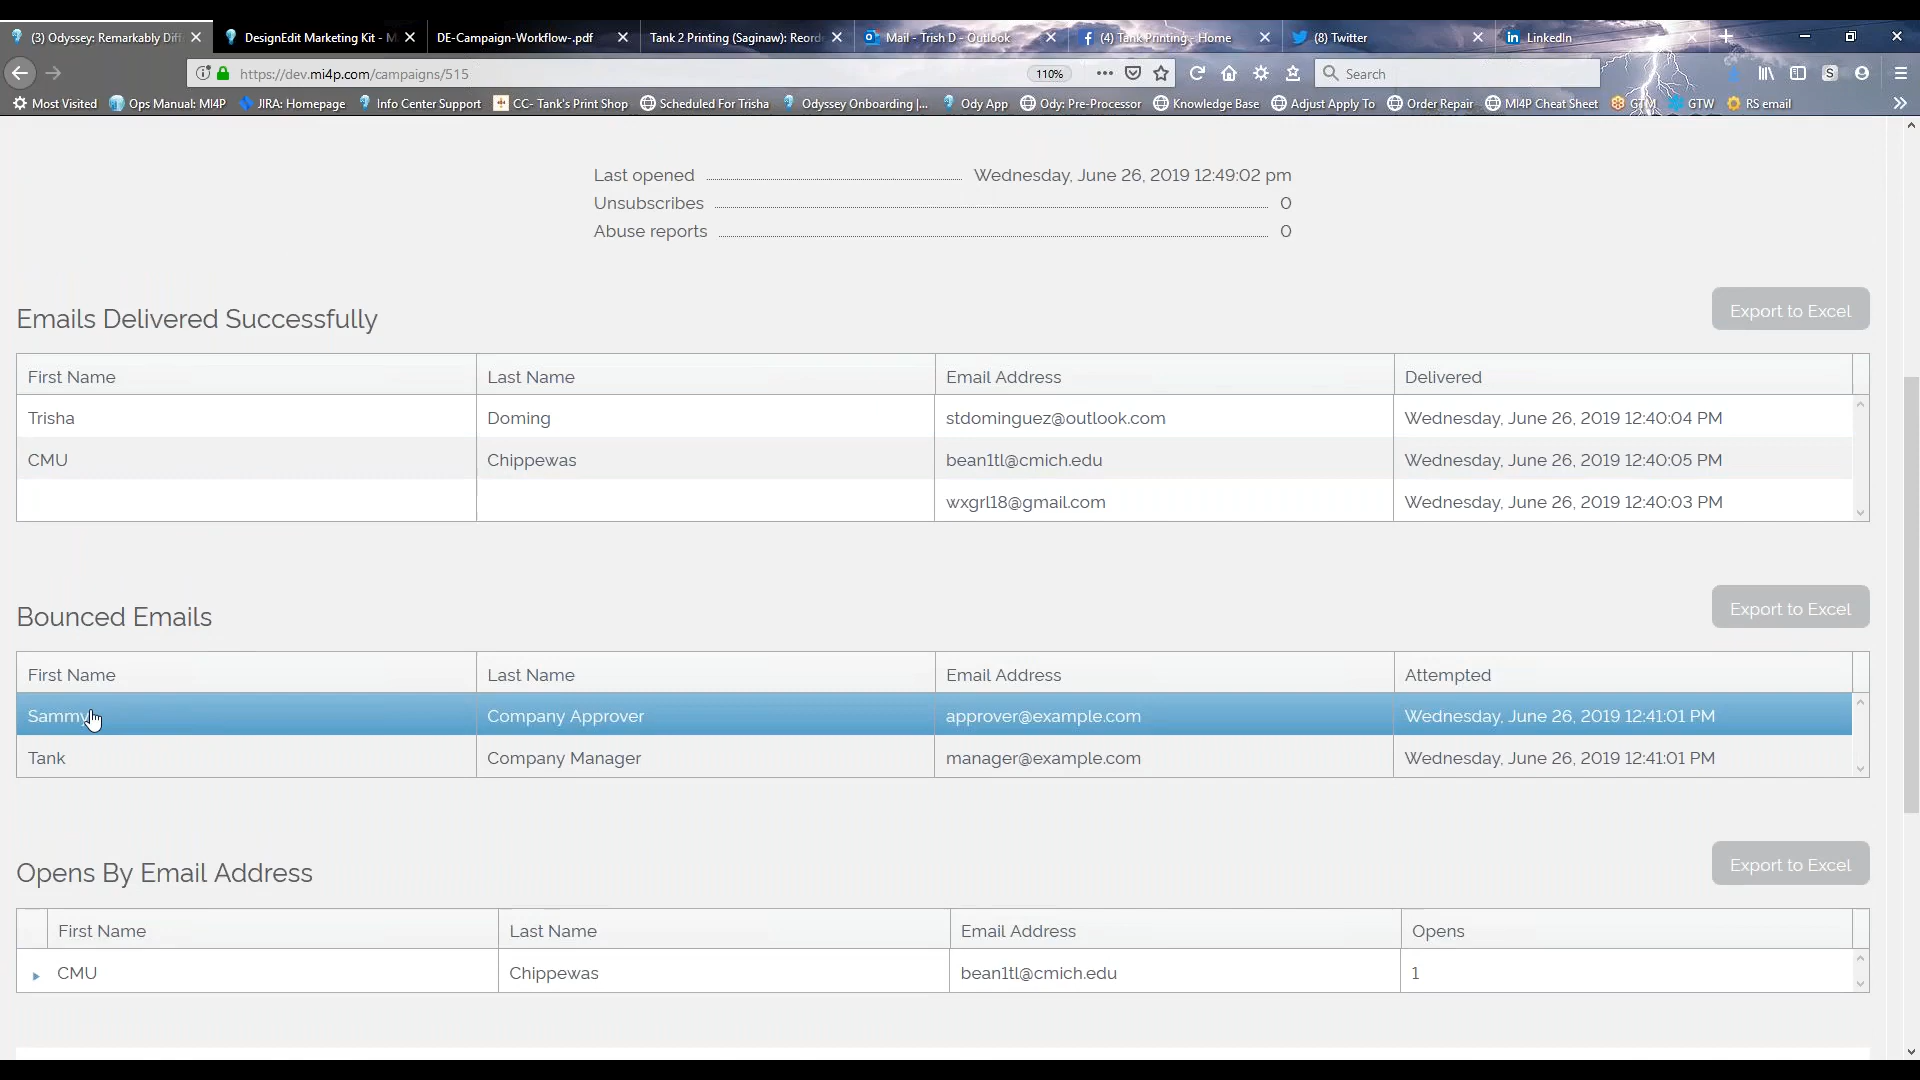 (3) Odyssey: Remarkably Diff
DesignEdit Marketing Kit - M
DE-Campaign-Workflow-.pdf
Tank 2 Printing (Saginaw): Reord
Mail - Trish D - Outlook
(4) Tank Printing - Home
(8) Twitter
LinkedIn
https://dev.mi4p.com/campaigns/515
110%
Search
Most Visited
Ops Manual: MI4P
JIRA: Homepage
Info Center Support
CC- Tank's Print Shop
Scheduled For Trisha
Odyssey Onboarding |...
Ody App
Ody: Pre-Processor
Knowledge Base
Adjust Apply To
Order Repair
MI4P Cheat Sheet
GTM
GTW
RS email
Last opened Wednesday, June 26, 2019 12:49:02 pm
Unsubscribes 0
Abuse reports 0
Emails Delivered Successfully
Export to Excel
First Name Last Name Email Address Delivered
Trisha Doming stdominguez@outlook.com Wednesday, June 26, 2019 12:40:04 PM
CMU Chippewas bean1tl@cmich.edu Wednesday, June 26, 2019 12:40:05 PM
wxgrl18@gmail.com Wednesday, June 26, 2019 12:40:03 PM
Bounced Emails
Export to Excel
First Name Last Name Email Address Attempted
Sammy Company Approver approver@example.com Wednesday, June 26, 2019 12:41:01 PM
Tank Company Manager manager@example.com Wednesday, June 26, 2019 12:41:01 PM
Opens By Email Address
Export to Excel
First Name Last Name Email Address Opens
CMU Chippewas bean1tl@cmich.edu 1